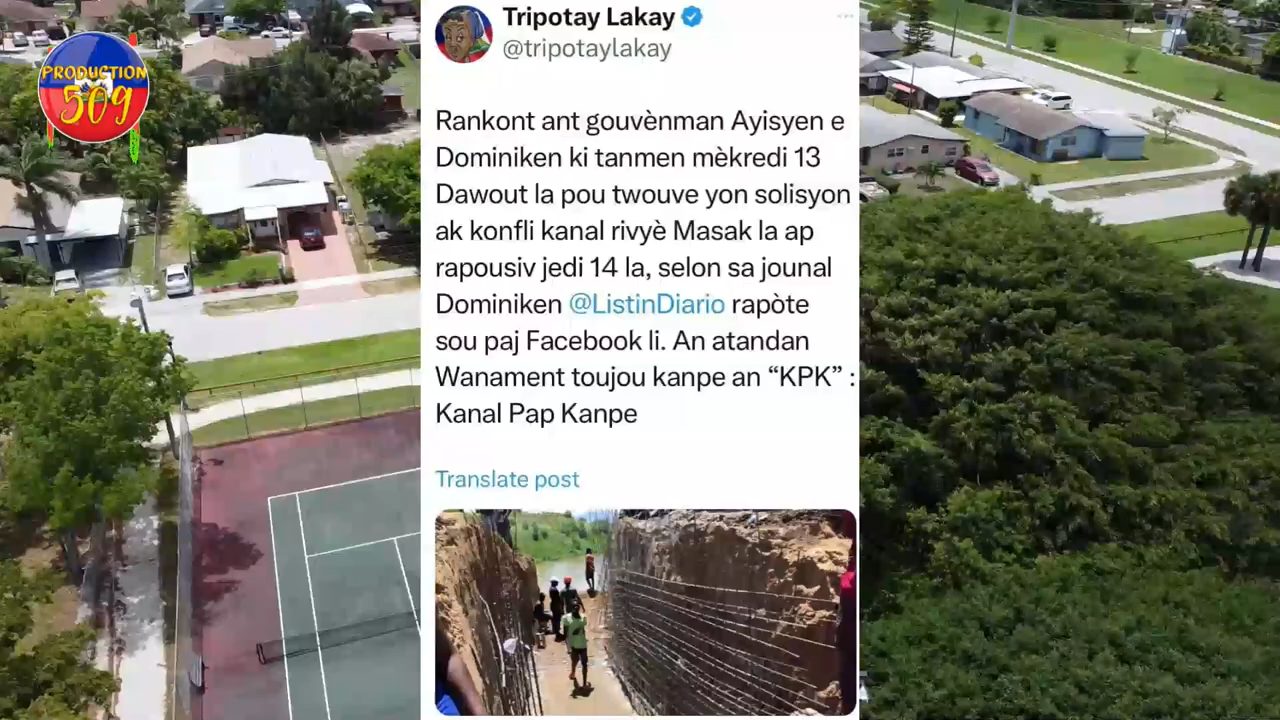 PRODUCTION
509
Tripotay Lakay
@tripotaylakay
Rankont ant gouvènman Ayisyen e
Dominiken ki tanmen mèkredi 13
Dawout la pou twouve yon solisyon
ak konfli kanal rivyè Masak la ap
rapousiv jedi 14 la, selon sa jounal
Dominiken @ListinDiario rapòte
sou paj Facebook li. An atandan
Wanament toujou kanpe an “KPK” :
Kanal Pap Kanpe
Translate post